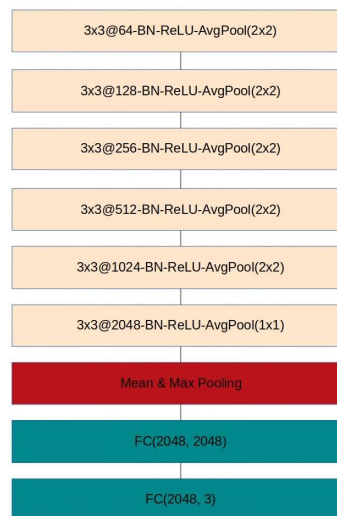 3x3@64-BN-ReLU-AvgPool(2x2)
3x3@128-BN-ReLU-AvgPool(2x2)
3x3@256-BN-ReLU-AvgPool(2x2)
3x3@512-BN-ReLU-AvgPool(2x2)
3x3@1024-BN-ReLU-AvgPool(2x2)
3x3@2048-BN-ReLU-AvgPool(1x1)
Mean & Max Pooling
FC(2048, 2048)
FC(2048, 3)